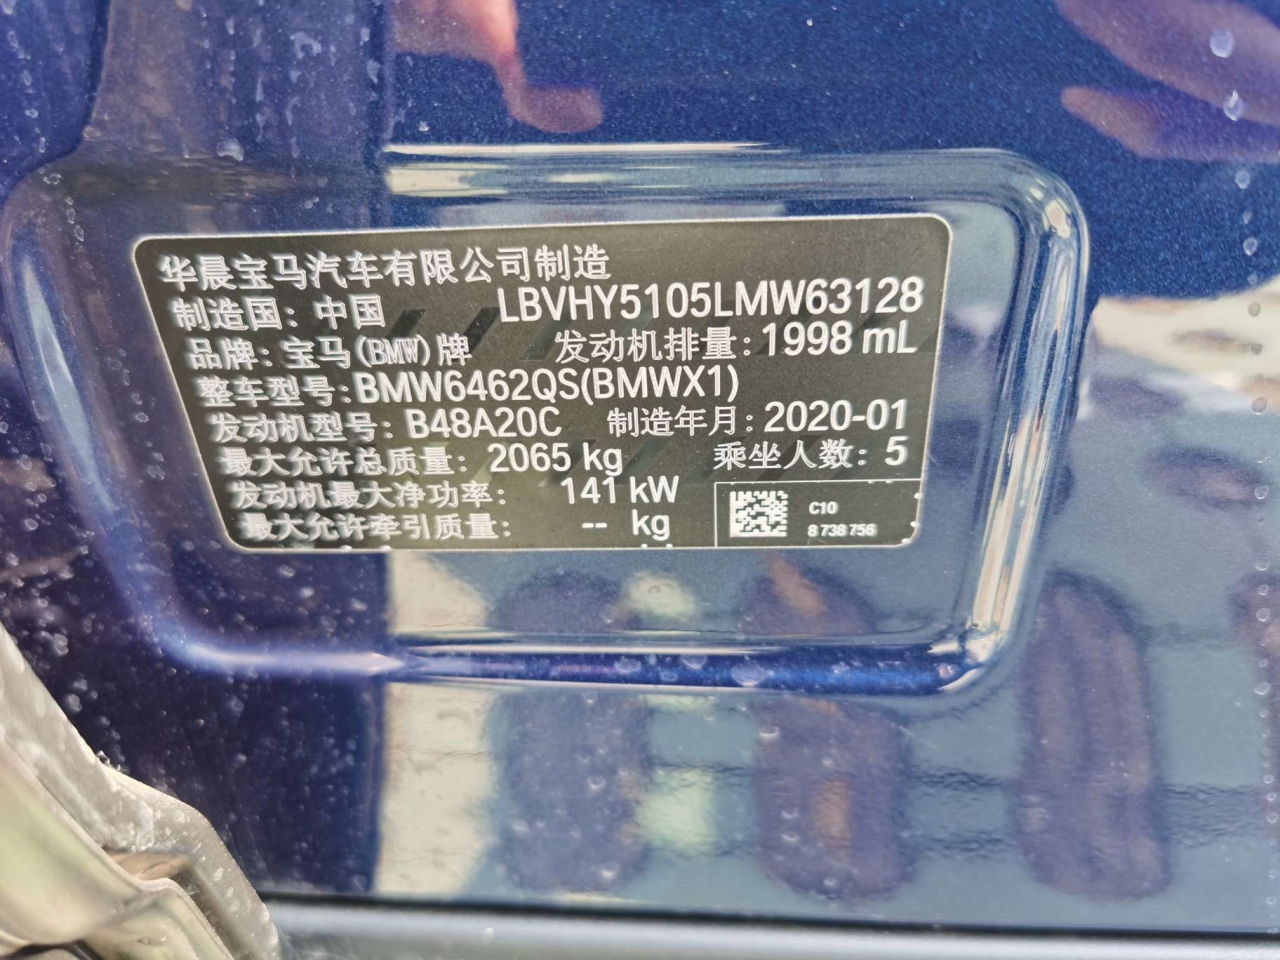 华晨宝马汽车有限公司制造
制造国：中国 LBVHY5105LMW63128
品牌：宝马(BMW)牌 发动机排量：1998 mL
整车型号：BMW6462QS(BMWX1)
发动机型号：B48A20C 制造年月：2020-01
最大允许总质量：2065 kg 乘坐人数：5
发动机最大净功率：141 kW
最大允许牵引质量：-- kg
C10
8 738 756